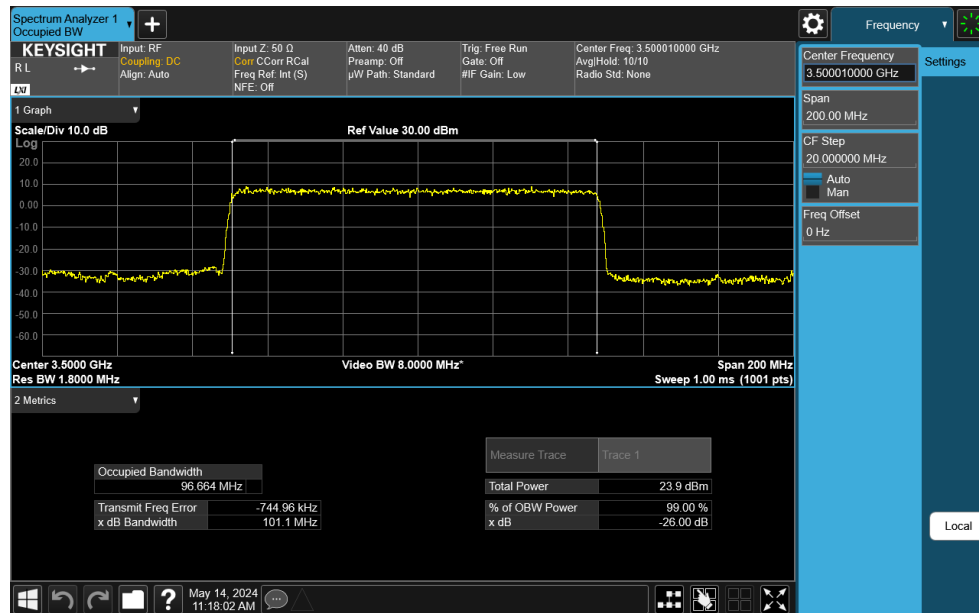 Spectrum Analyzer 1
Occupied BW
+
Frequency
KEYSIGHT
R L
LXI
Input: RF
Coupling: DC
Align: Auto
Input Z: 50 Ω
Corr CCorr RCal
Freq Ref: Int (S)
NFE: Off
Atten: 40 dB
Preamp: Off
µW Path: Standard
Trig: Free Run
Gate: Off
#IF Gain: Low
Center Freq: 3.500010000 GHz
Avg|Hold: 10/10
Radio Std: None
Center Frequency
3.500010000 GHz
Settings
Span
200.00 MHz
CF Step
20.000000 MHz
Auto
Man
Freq Offset
0 Hz
Local
1 Graph
Scale/Div 10.0 dB
Ref Value 30.00 dBm
Log
20.0
10.0
0.00
-10.0
-20.0
-30.0
-40.0
-50.0
-60.0
Center 3.5000 GHz
Video BW 8.0000 MHz*
Span 200 MHz
Res BW 1.8000 MHz
Sweep 1.00 ms (1001 pts)
2 Metrics
Measure Trace
Trace 1
Occupied Bandwidth
96.664 MHz
Total Power
23.9 dBm
Transmit Freq Error
-744.96 kHz
% of OBW Power
99.00 %
x dB Bandwidth
101.1 MHz
x dB
-26.00 dB
?
May 14, 2024
11:18:02 AM